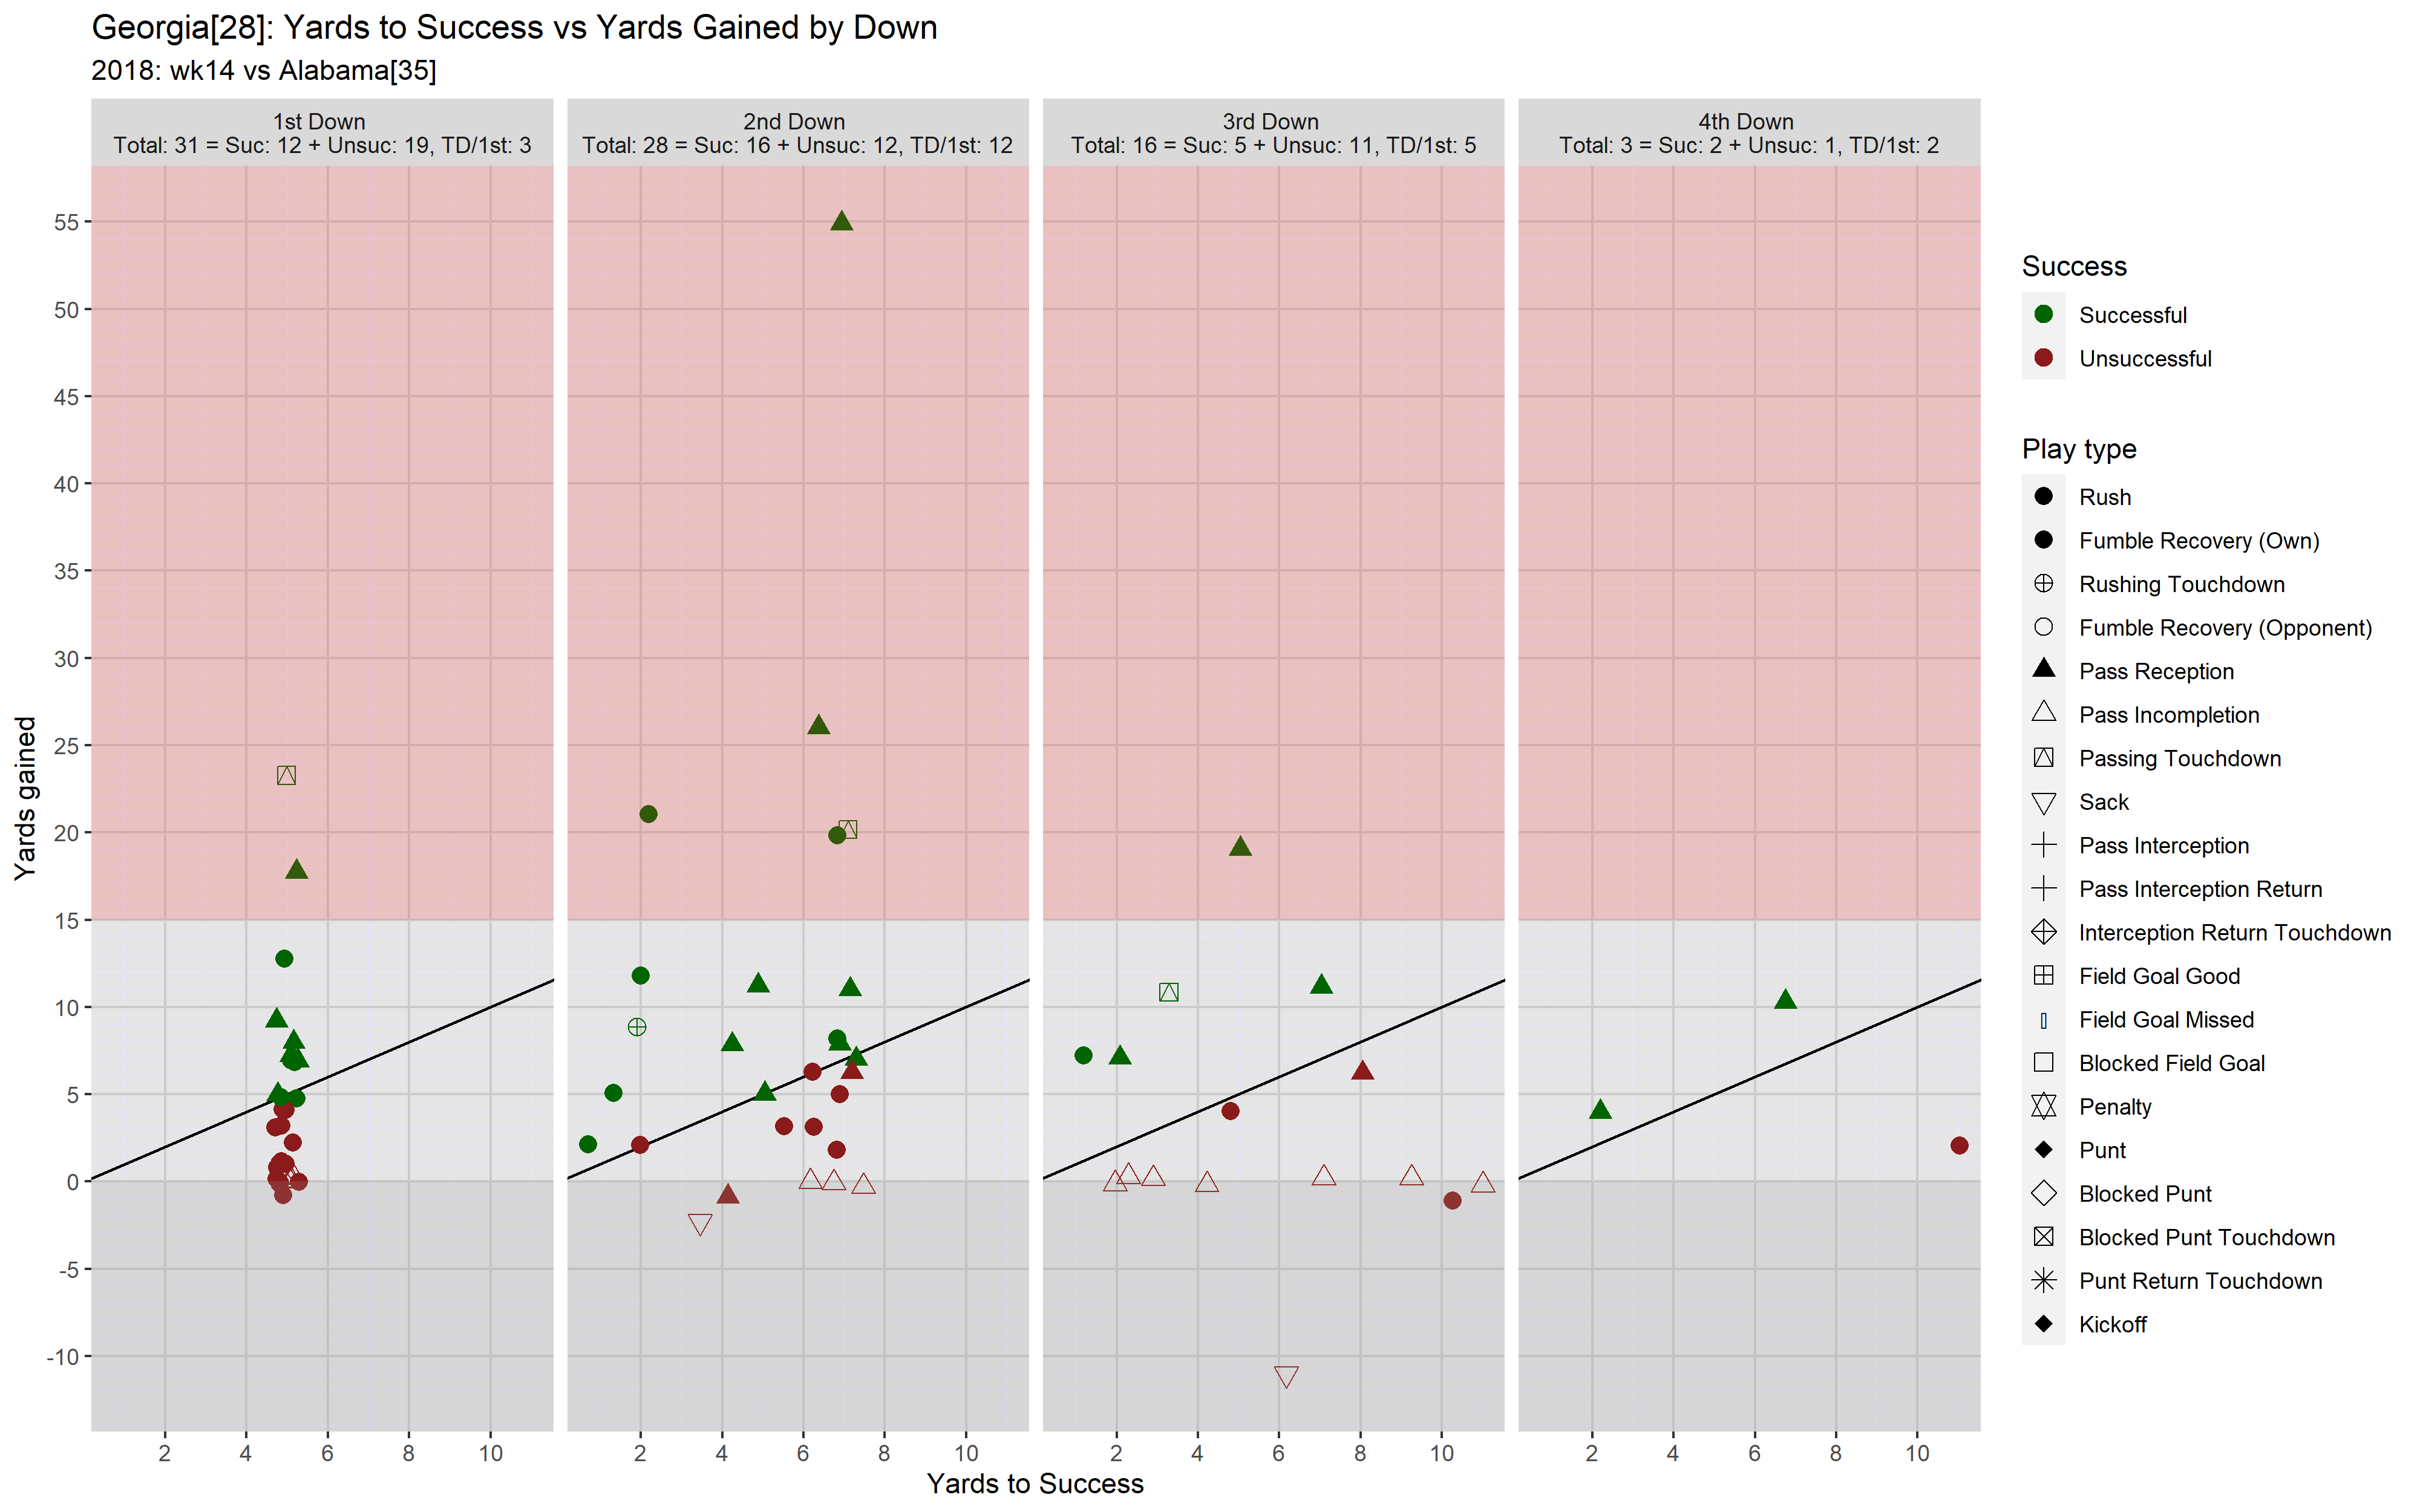 Georgia[28]: Yards to Success vs Yards Gained by Down
2018: wk14 vs Alabama[35]
1st Down
Total: 31 = Suc: 12 + Unsuc: 19, TD/1st: 3
2nd Down
Total: 28 = Suc: 16 + Unsuc: 12, TD/1st: 12
3rd Down
Total: 16 = Suc: 5 + Unsuc: 11, TD/1st: 5
4th Down
Total: 3 = Suc: 2 + Unsuc: 1, TD/1st: 2
Yards gained
55
50
45
40
35
30
25
20
15
10
5
0
-5
-10
2 4 6 8 10
2 4 6 8 10
2 4 6 8 10
2 4 6 8 10
Yards to Success
Success
Successful
Unsuccessful
Play type
Rush
Fumble Recovery (Own)
Rushing Touchdown
Fumble Recovery (Opponent)
Pass Reception
Pass Incompletion
Passing Touchdown
Sack
Pass Interception
Pass Interception Return
Interception Return Touchdown
Field Goal Good
Field Goal Missed
Blocked Field Goal
Penalty
Punt
Blocked Punt
Blocked Punt Touchdown
Punt Return Touchdown
Kickoff